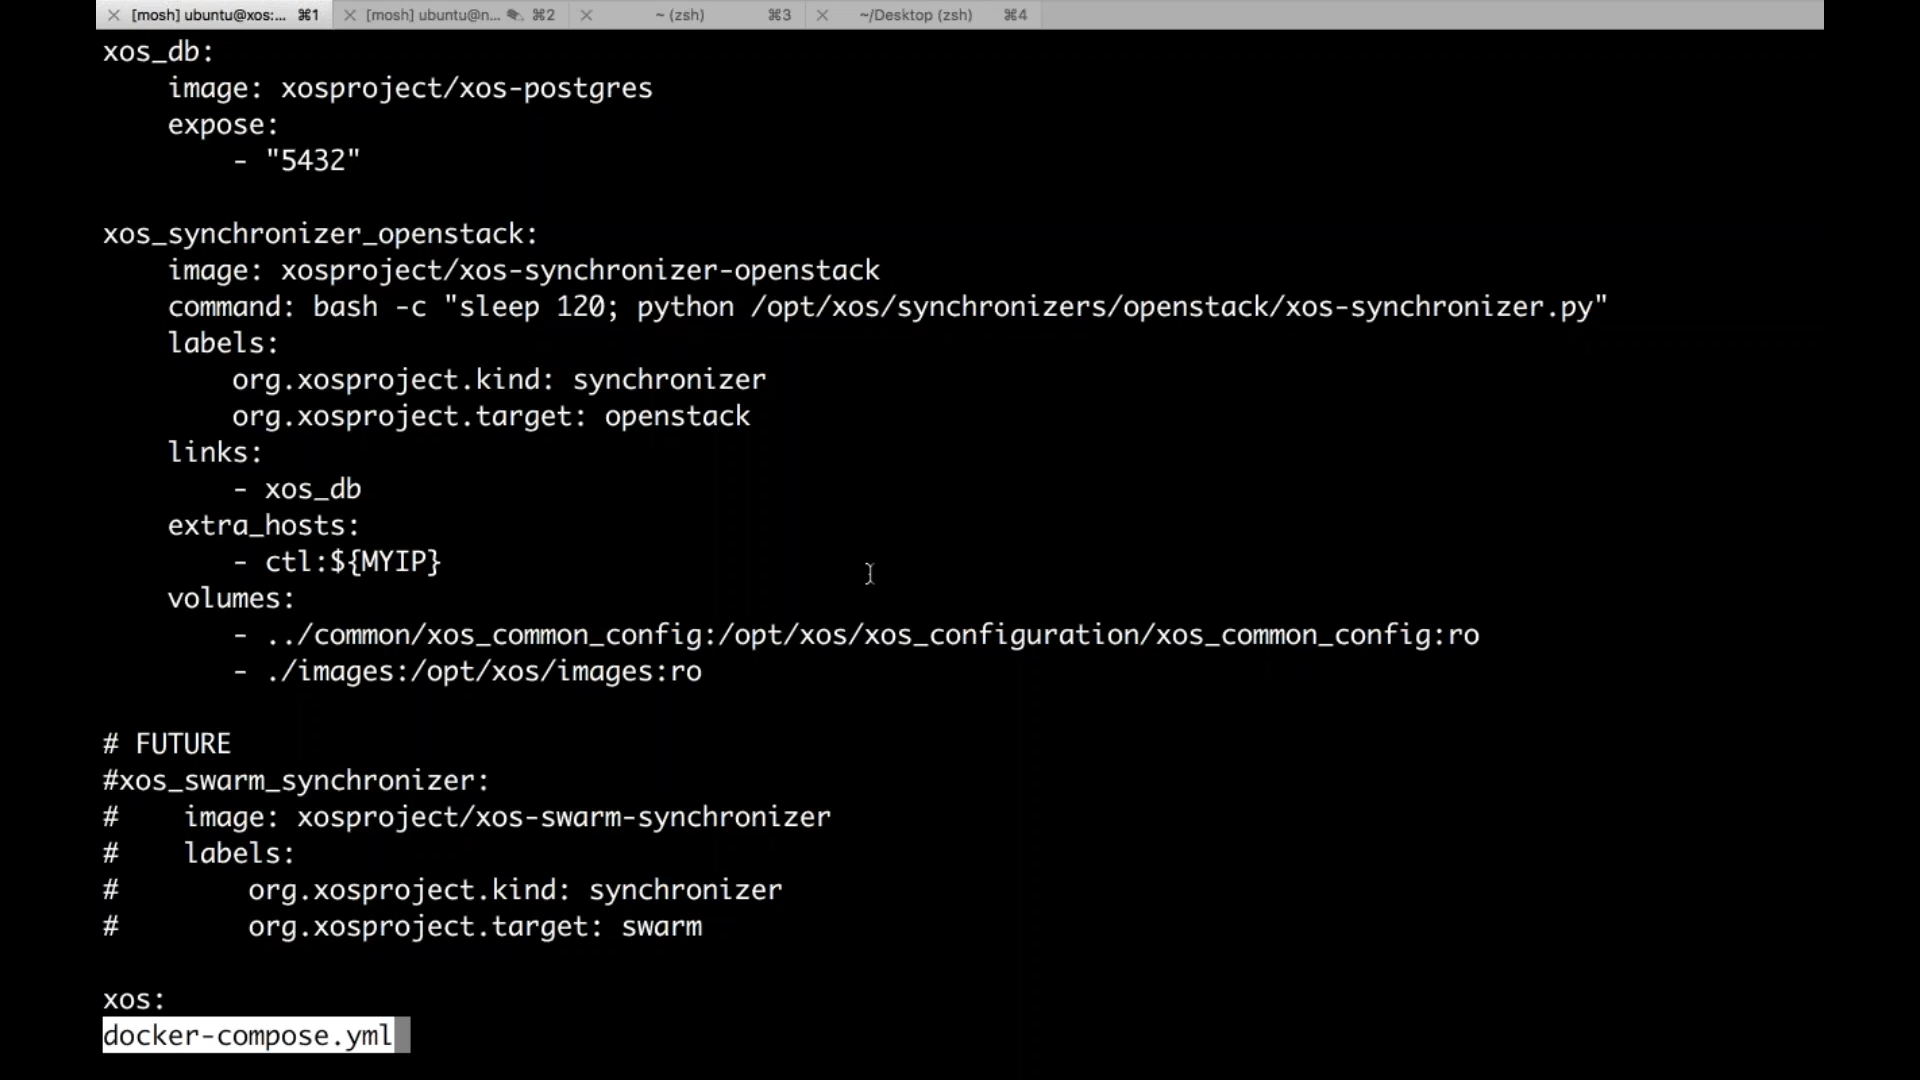 [mosh] ubuntu@xos:... ⌘1 [mosh] ubuntu@n... ⌘2 ~ (zsh) ⌘3 ~/Desktop (zsh) ⌘4
xos_db:
    image: xosproject/xos-postgres
    expose:
        - "5432"

xos_synchronizer_openstack:
    image: xosproject/xos-synchronizer-openstack
    command: bash -c "sleep 120; python /opt/xos/synchronizers/openstack/xos-synchronizer.py"
    labels:
        org.xosproject.kind: synchronizer
        org.xosproject.target: openstack
    links:
        - xos_db
    extra_hosts:
        - ctl:${MYIP}
    volumes:
        - ../common/xos_common_config:/opt/xos/xos_configuration/xos_common_config:ro
        - ./images:/opt/xos/images:ro

# FUTURE
#xos_swarm_synchronizer:
#    image: xosproject/xos-swarm-synchronizer
#    labels:
#        org.xosproject.kind: synchronizer
#        org.xosproject.target: swarm

xos:
docker-compose.yml